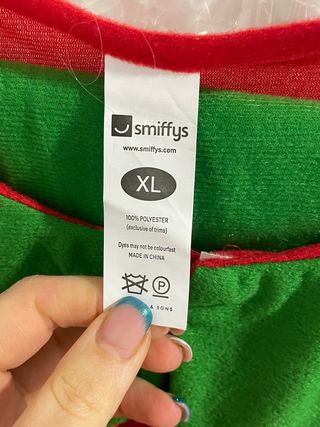 smiffys
www.smiffys.com
XL
100% POLYESTER
(exclusive of trims)
Dyes may not be colourfast
MADE IN CHINA
P
& SONS